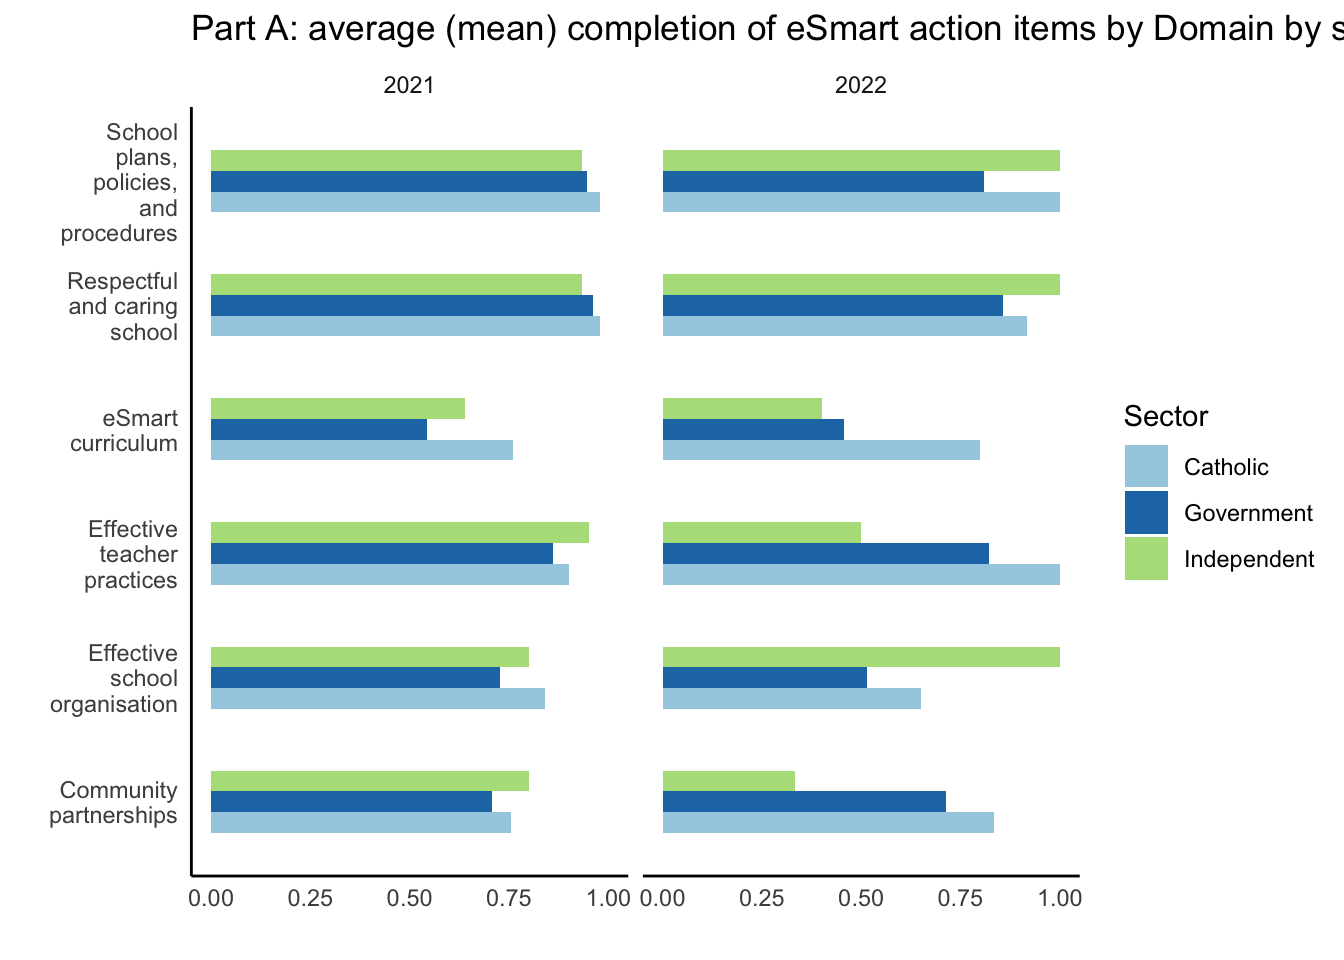 Part A: average (mean) completion of eSmart action items by Domain by s
2021
2022
School
plans,
policies,
and
procedures
Respectful
and caring
school
eSmart
curriculum
Effective
teacher
practices
Effective
school
organisation
Community
partnerships
0.00 0.25 0.50 0.75 1.00
0.00 0.25 0.50 0.75 1.00
Sector
Catholic
Government
Independent